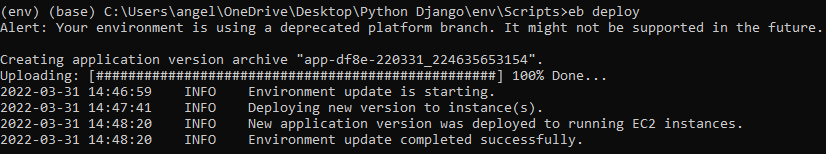 (env) (base) C:\Users\angel\OneDrive\Desktop\Python Django\env\Scripts>eb deploy
Alert: Your environment is using a deprecated platform branch. It might not be supported in the future.
Creating application version archive "app-df8e-220331_224635653154".
Uploading: [##################################################] 100% Done...
2022-03-31 14:46:59    INFO    Environment update is starting.
2022-03-31 14:47:41    INFO    Deploying new version to instance(s).
2022-03-31 14:48:20    INFO    New application version was deployed to running EC2 instances.
2022-03-31 14:48:20    INFO    Environment update completed successfully.